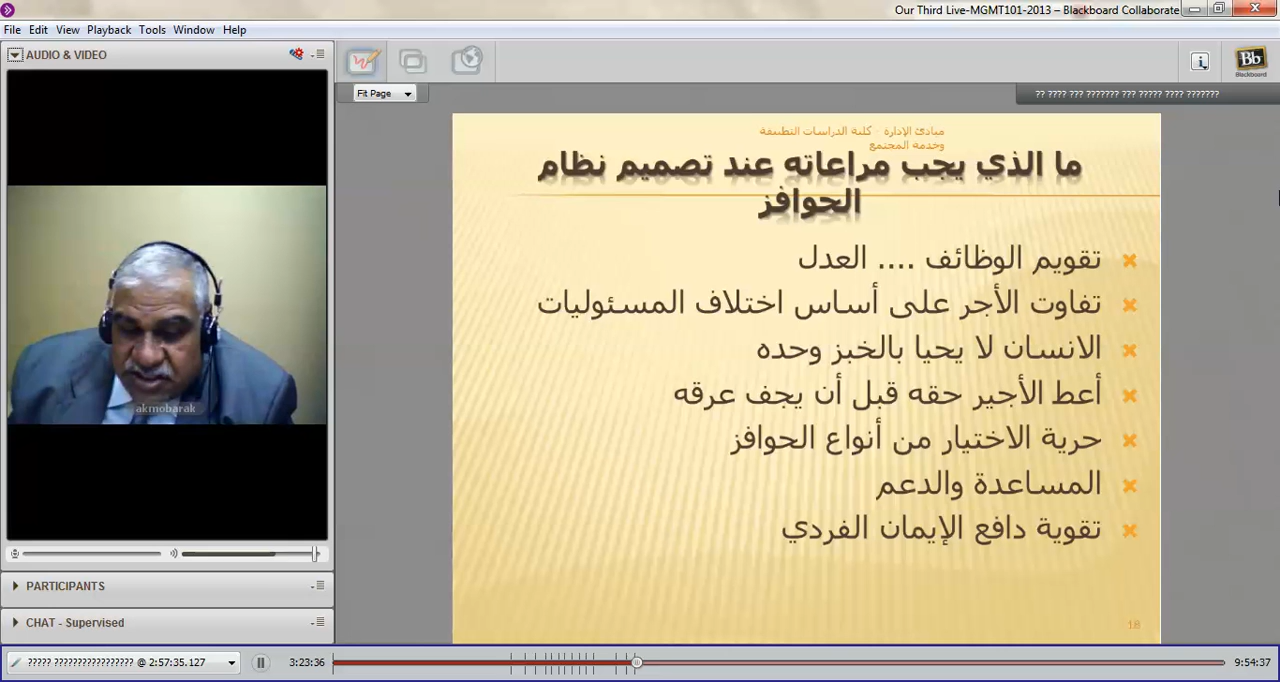 Our Third Live-MGMT101-2013 – Blackboard Collaborate
File Edit View Playback Tools Window Help
AUDIO & VIDEO
akmobarak
PARTICIPANTS
CHAT - Supervised
Fit Page
i
Bb
Blackboard
?? ???? ??? ??????? ??? ????? ???? ???????
مبادئ الإدارة - كلية الدراسات التطبيقية
وخدمة المجتمع
ما الذي يجب مراعاته عند تصميم نظام
الحوافز
تقويم الوظائف .... العدل
تفاوت الأجر على أساس اختلاف المسئوليات
الانسان لا يحيا بالخبز وحده
أعط الأجير حقه قبل أن يجف عرقه
حرية الاختيار من أنواع الحوافز
المساعدة والدعم
تقوية دافع الإيمان الفردي
18
????? ????????????????? @ 2:57:35.127
3:23:36
9:54:37